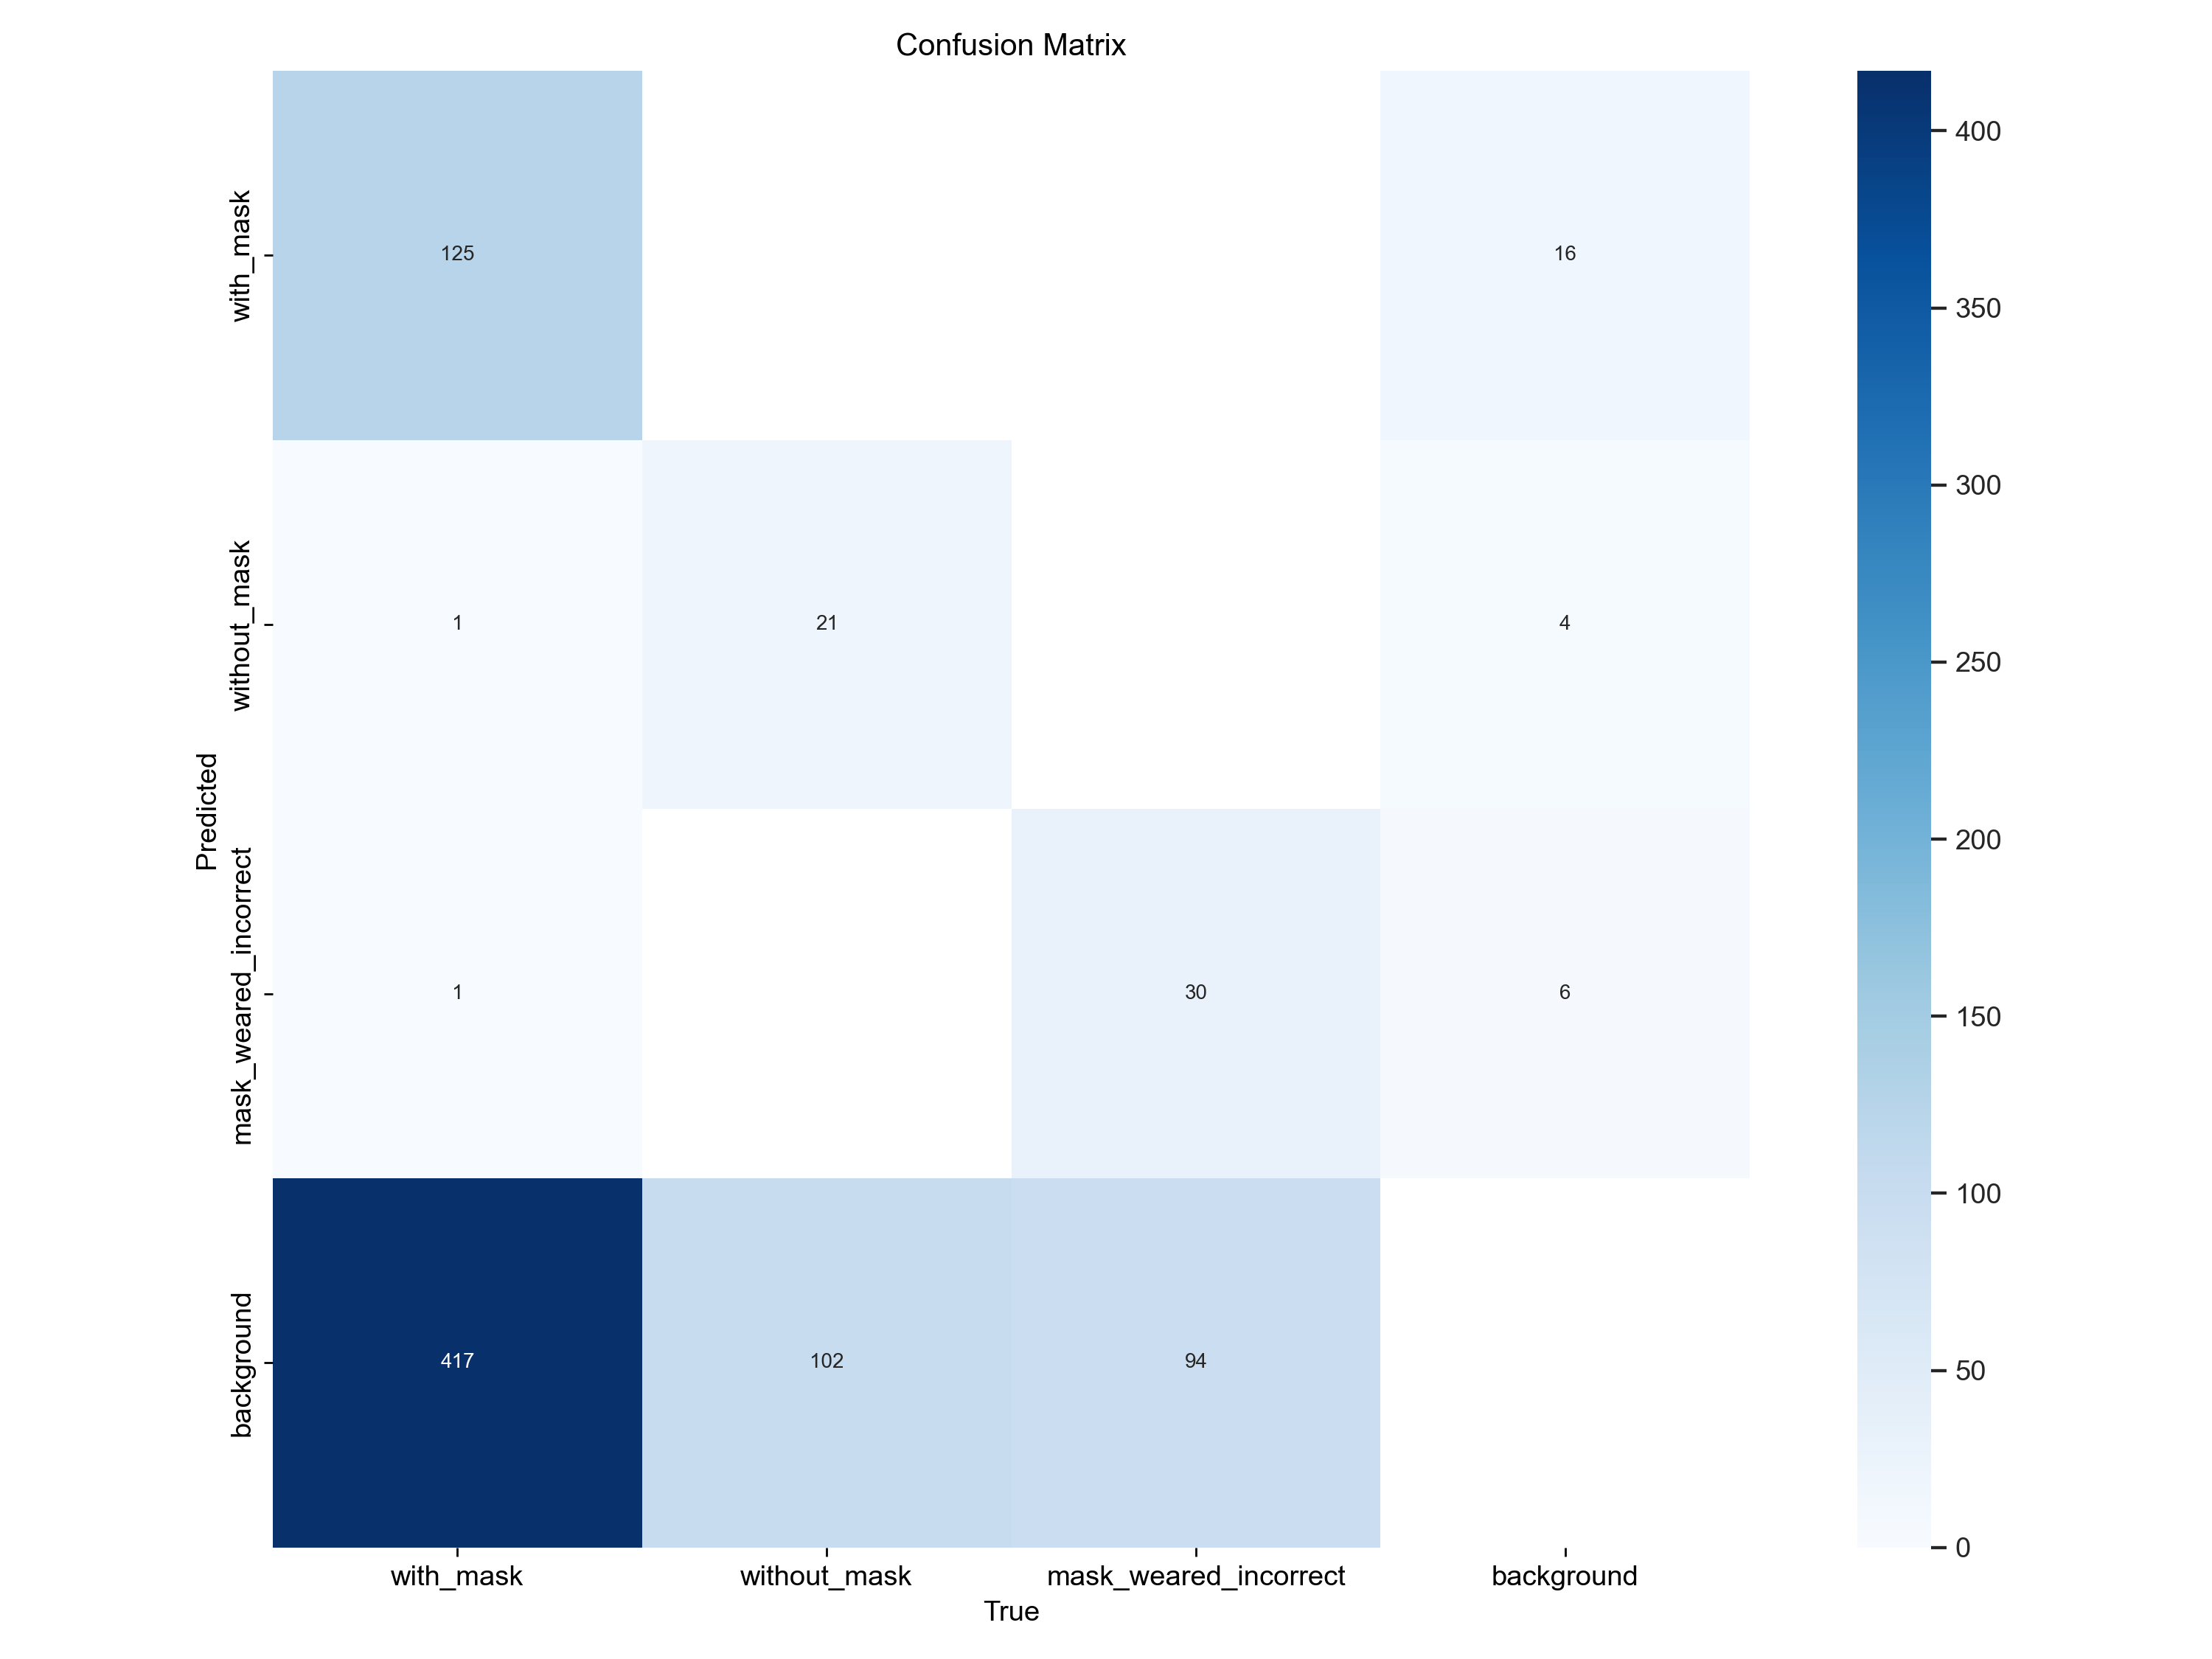 Confusion Matrix
with_mask
125
16
400
350
without_mask
1
21
4
300
250
Predicted
200
mask_weared_incorrect
1
30
6
150
100
background
417
102
94
50
0
with_mask
without_mask
mask_weared_incorrect
background
True